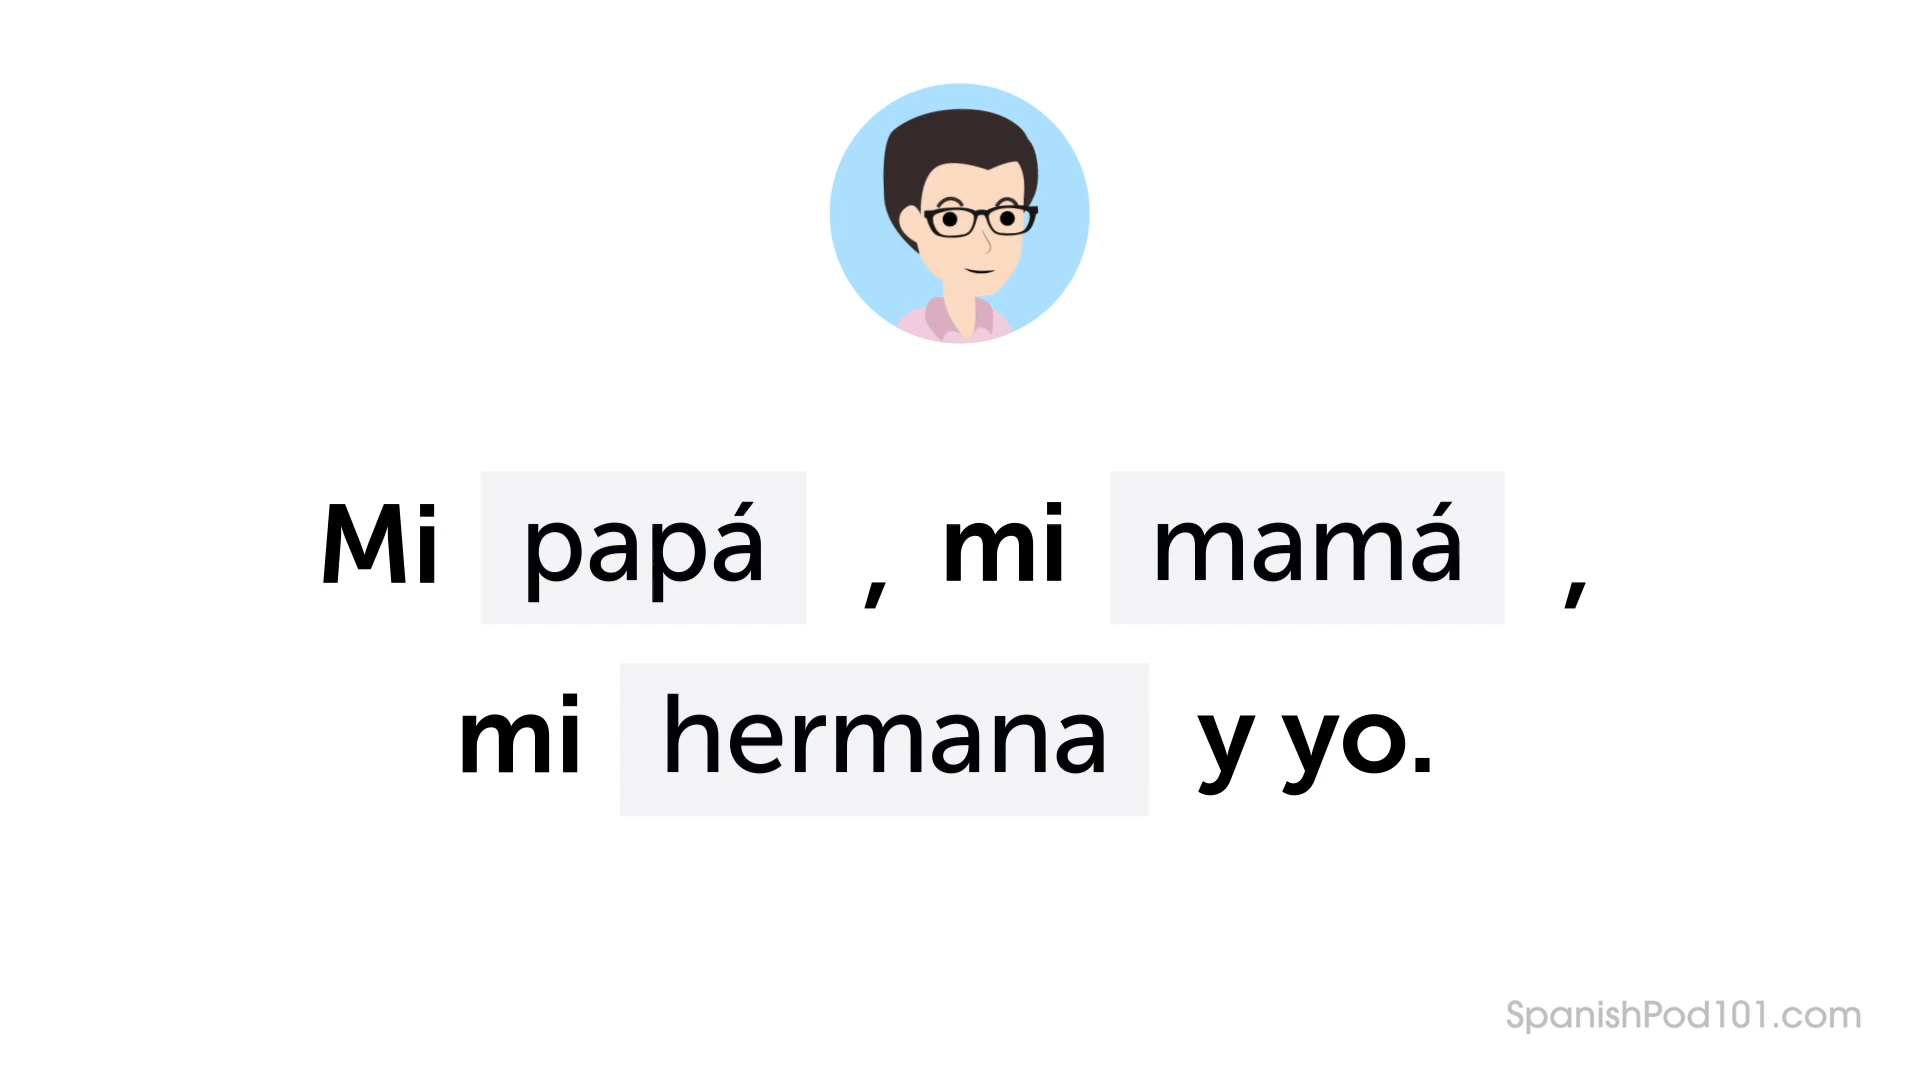 Mi papá , mi mamá ,
mi hermana y yo.
SpanishPod101.com